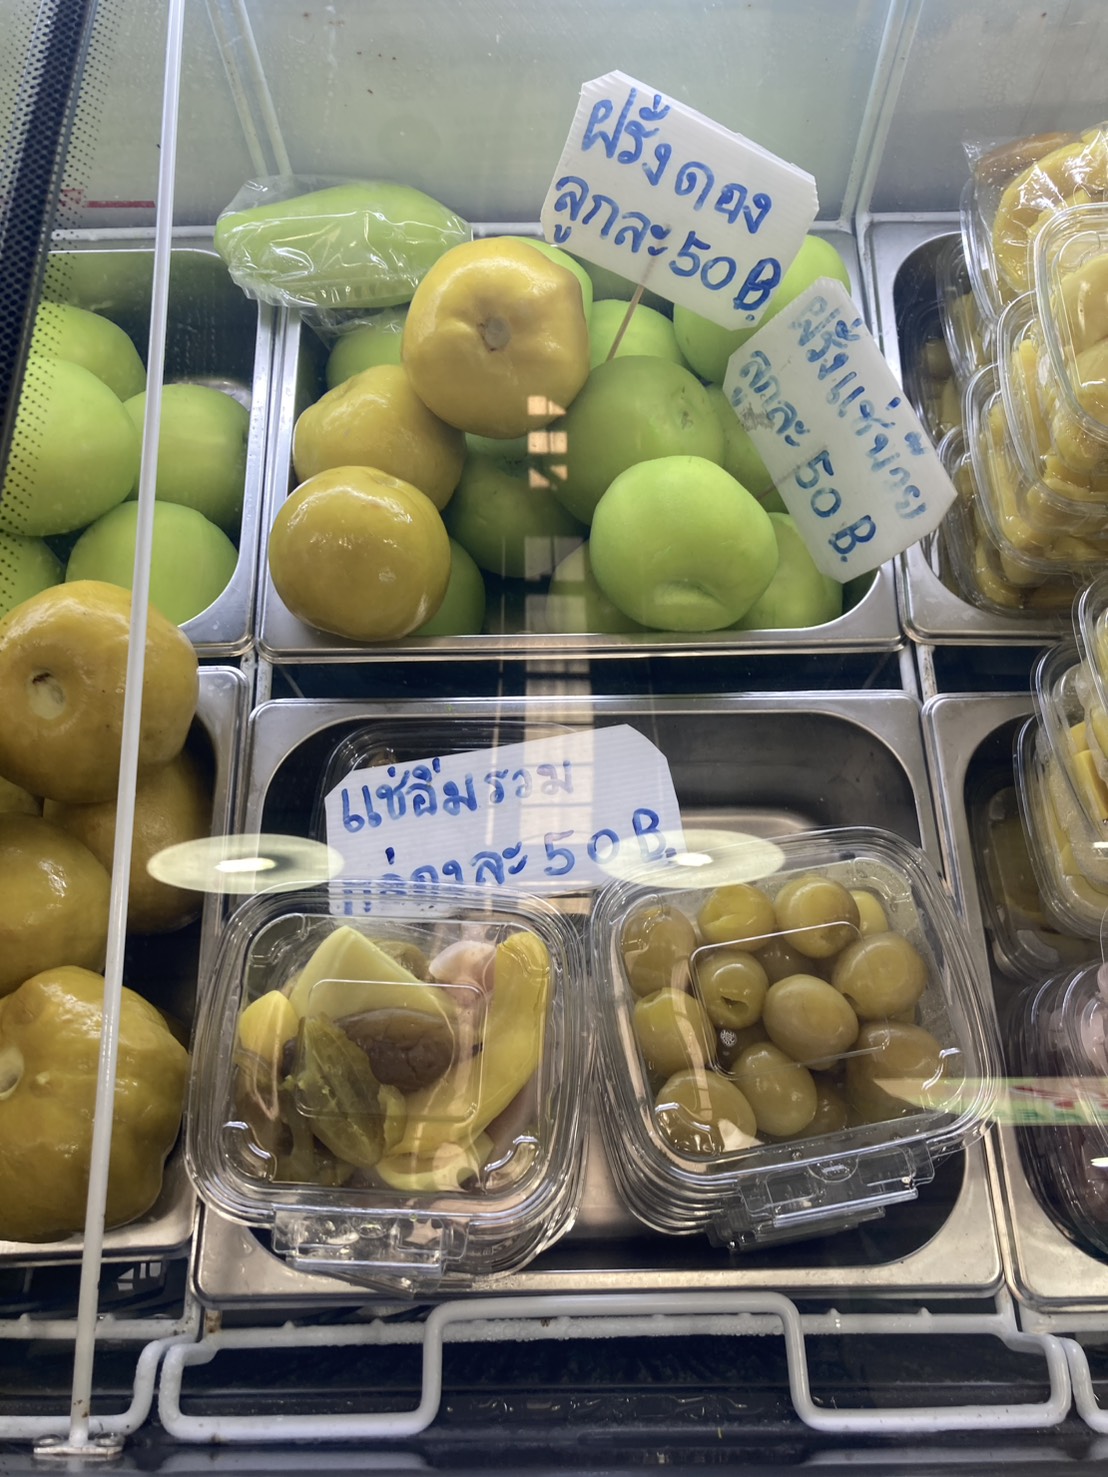 ฝรั่งดอง
ลูกละ 50 B.
ฝรั่งแช่บ๊วย
ลูกละ 50 B.
แช่อิ่มรวม
กล่องละ 50 B.